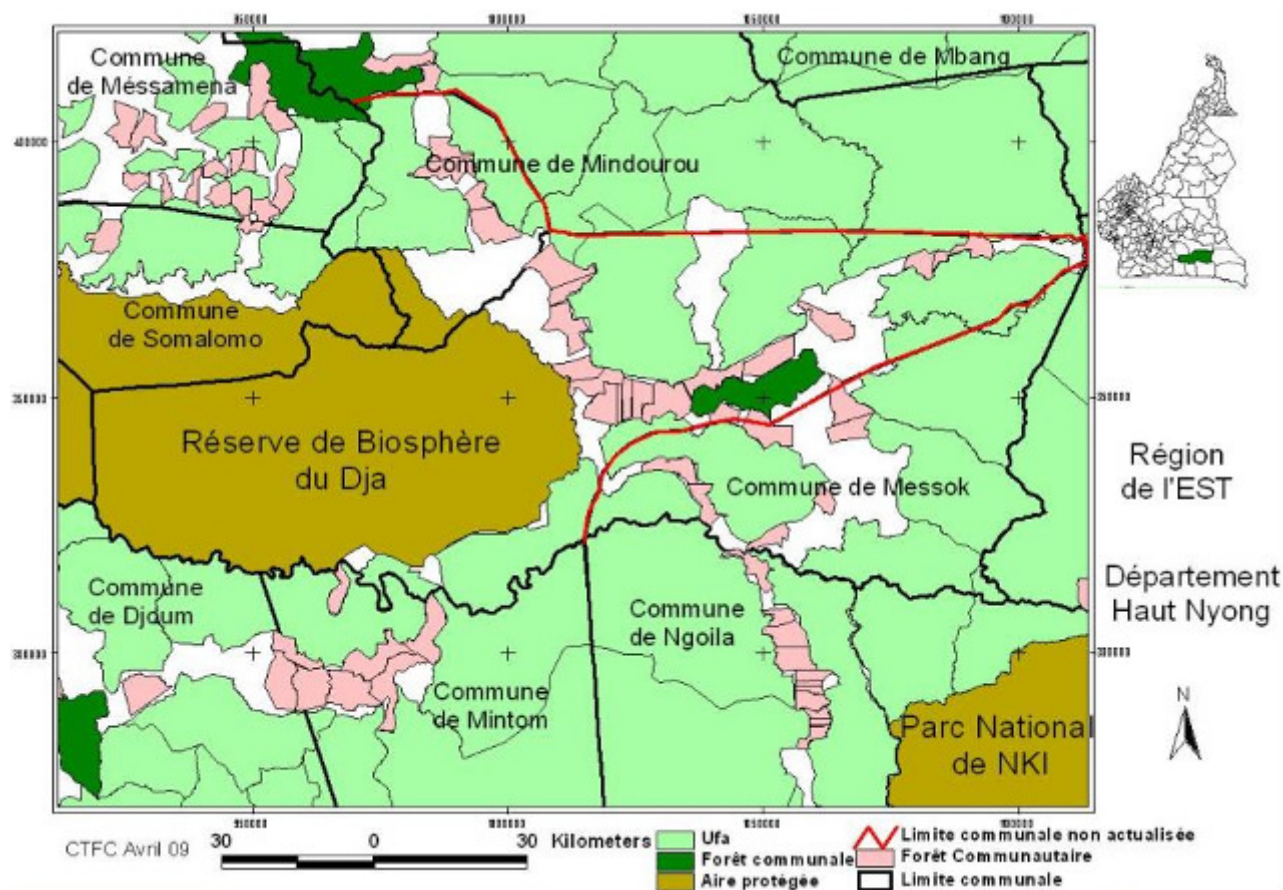 Commune
de Méssamena
Commune de Mbang
Commune de Mindourou
Commune
de Somalomo
Réserve de Biosphère
du Dja
Commune de Messok
Région
de l'EST
Commune
de Djoum
Commune
de Ngoila
Département
Haut Nyong
Commune
de Mintom
Parc National
de NKI
N
CTFC Avril 09
30 0 30
Kilometers
Ufa
Forêt communale
Aire protégée
Limite communale non actualisée
Forêt Communautaire
Limite communale